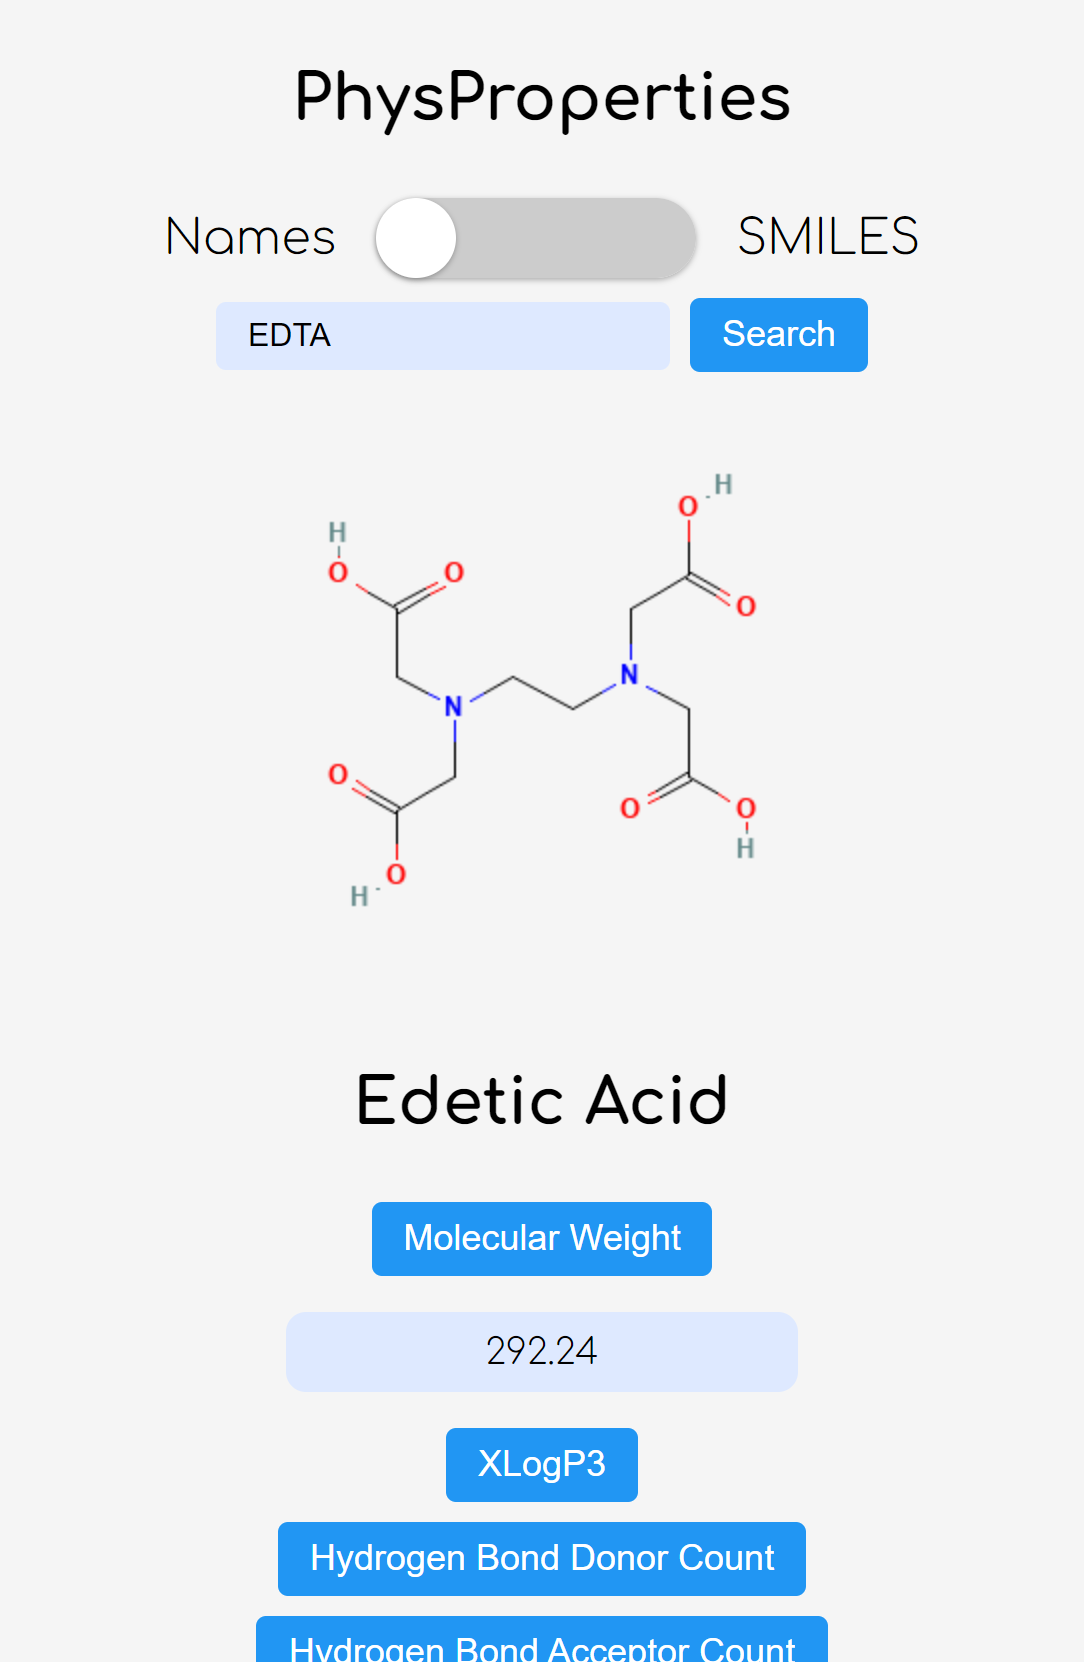 PhysProperties
Names SMILES
EDTA Search
H
O H
H
O O
O
N
N
O
O O
H
O
H
Edetic Acid
Molecular Weight
292.24
XLogP3
Hydrogen Bond Donor Count
Hydrogen Bond Acceptor Count